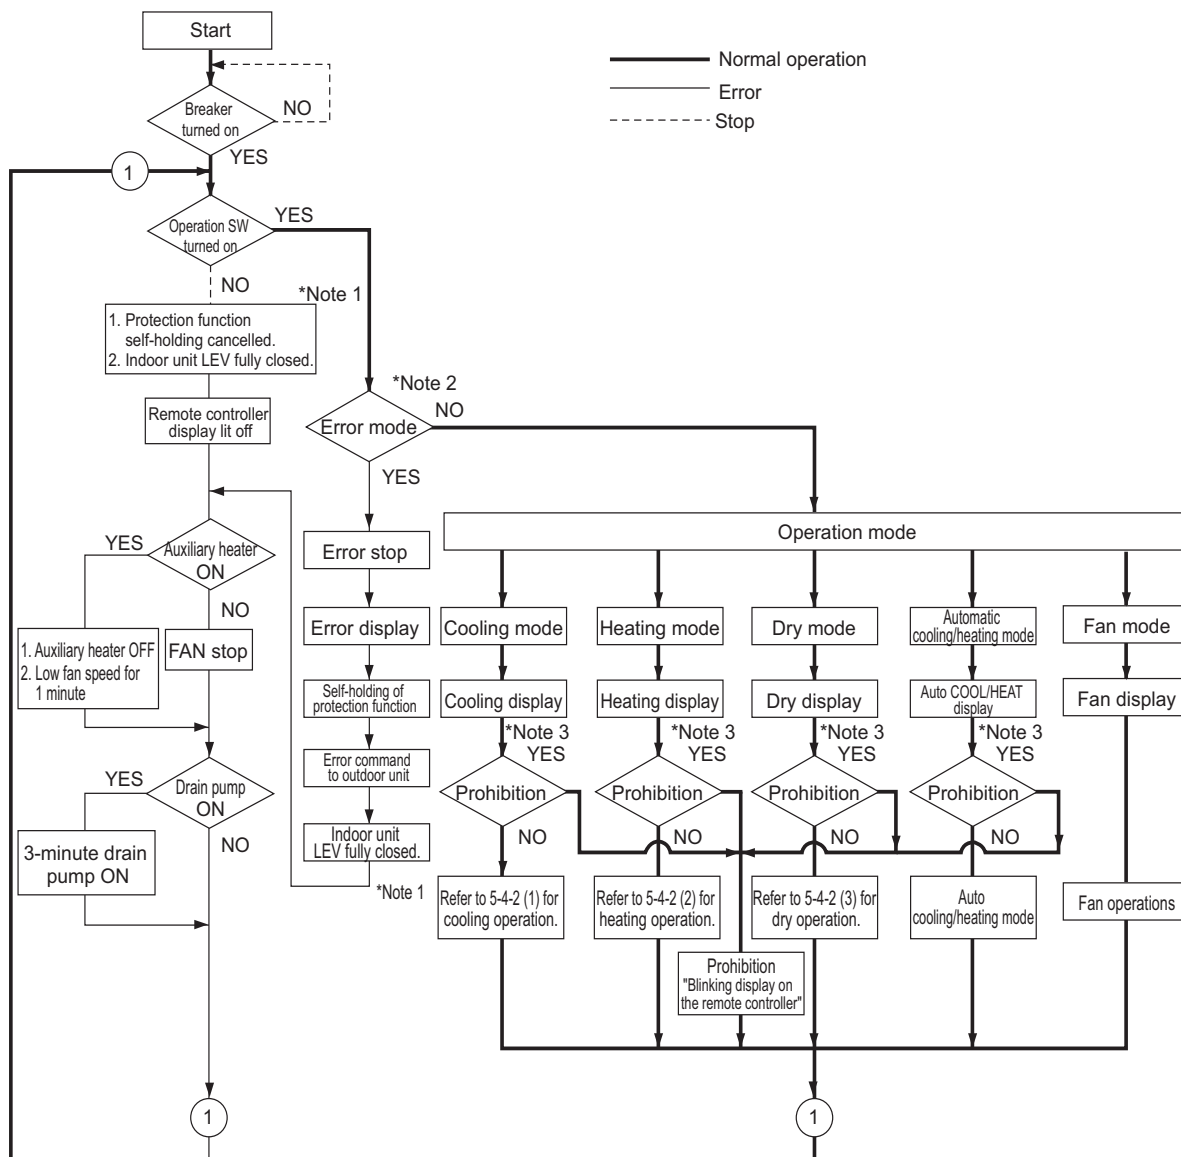 Start
Normal operation
Error
Stop
Breaker
turned on
NO
YES
1
Operation SW
turned on
YES
NO
*Note 1
1. Protection function
self-holding cancelled.
2. Indoor unit LEV fully closed.
Remote controller
display lit off
*Note 2
Error mode
NO
YES
Auxiliary heater
ON
YES
NO
1. Auxiliary heater OFF
2. Low fan speed for
1 minute
FAN stop
Drain pump
ON
YES
NO
3-minute drain
pump ON
Error stop
Error display
Self-holding of
protection function
Error command
to outdoor unit
Indoor unit
LEV fully closed.
*Note 1
Operation mode
Cooling mode
Heating mode
Dry mode
Automatic
cooling/heating mode
Fan mode
Cooling display
Heating display
Dry display
Auto COOL/HEAT
display
Fan display
*Note 3
YES
*Note 3
YES
*Note 3
YES
*Note 3
YES
Prohibition
Prohibition
Prohibition
Prohibition
NO
NO
NO
NO
Refer to 5-4-2 (1) for
cooling operation.
Refer to 5-4-2 (2) for
heating operation.
Refer to 5-4-2 (3) for
dry operation.
Auto
cooling/heating mode
Fan operations
Prohibition
"Blinking display on
the remote controller"
1
1